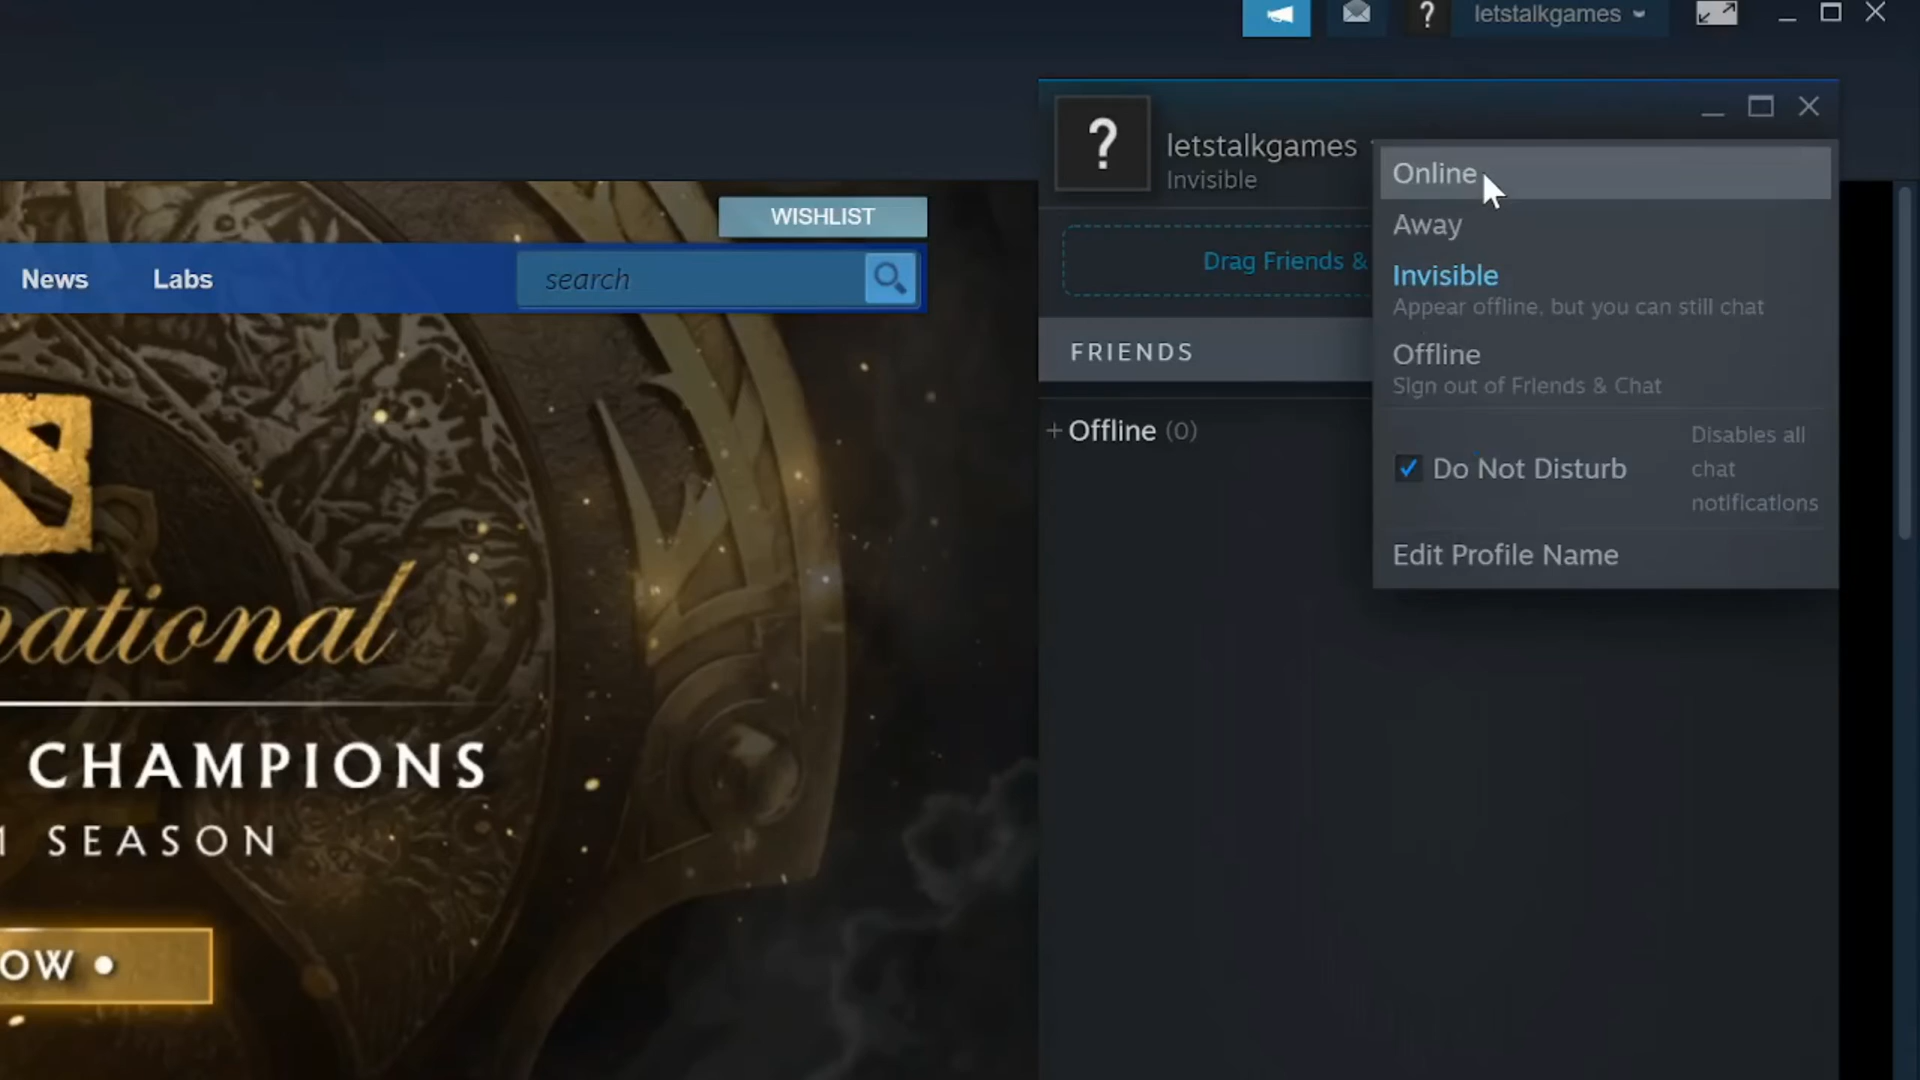 ?
letstalkgames
?
letstalkgames
Invisible
Online
Away
Invisible
Appear offline, but you can still chat
Offline
Sign out of Friends & Chat
Do Not Disturb
Disables all
chat
notifications
Edit Profile Name
Drag Friends &
FRIENDS
+ Offline (0)
WISHLIST
News
Labs
search
national
CHAMPIONS
SEASON
OW •